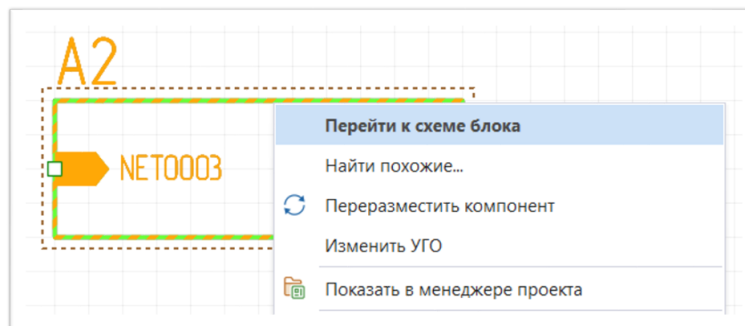 A2
NET0003
Перейти к схеме блока
Найти похожие...
Переразместить компонент
Изменить УГО
Показать в менеджере проекта